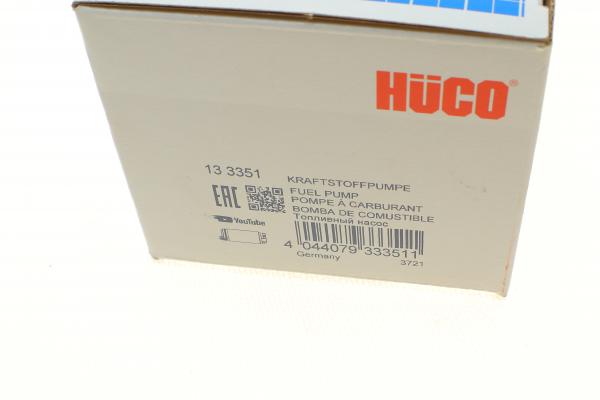 HÜCO®
13 3351
KRAFTSTOFFPUMPE
FUEL PUMP
POMPE À CARBURANT
BOMBA DE COMUSTIBLE
Топливный насос
EAC
YouTube
4 044079 333511
Germany
3721